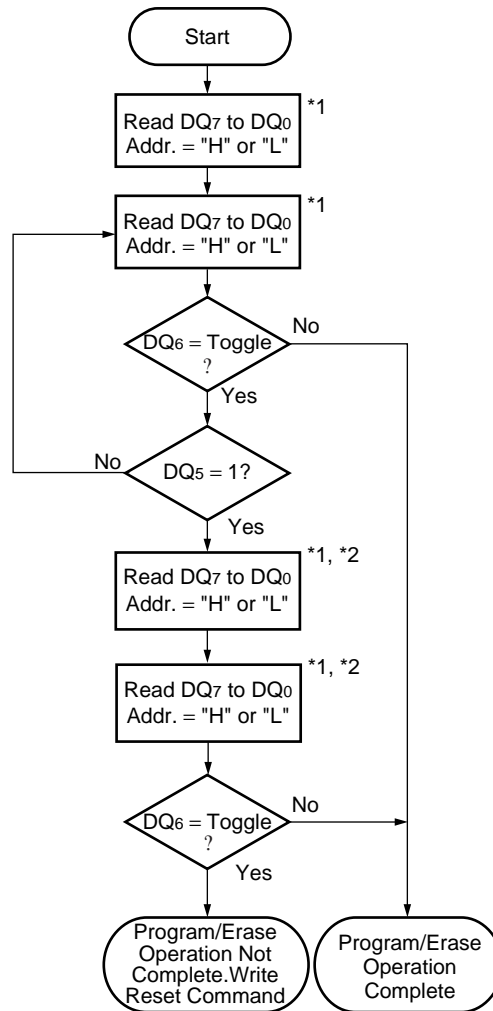 Start
*1
Read DQ7 to DQ0
Addr. = "H" or "L"
*1
Read DQ7 to DQ0
Addr. = "H" or "L"
DQ6 = Toggle
?
No
Yes
No
DQ5 = 1?
Yes
*1, *2
Read DQ7 to DQ0
Addr. = "H" or "L"
*1, *2
Read DQ7 to DQ0
Addr. = "H" or "L"
No
DQ6 = Toggle
?
Yes
Program/Erase
Operation Not
Complete.Write
Reset Command
Program/Erase
Operation
Complete